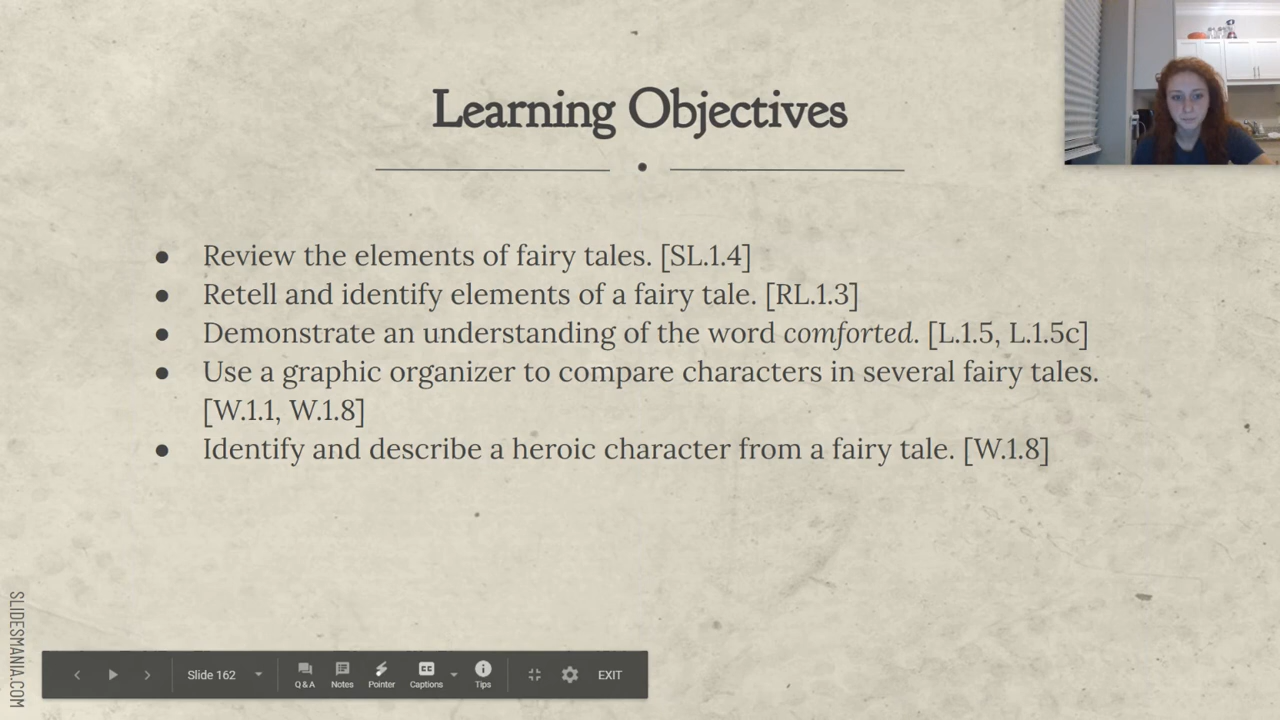 Learning Objectives
● Review the elements of fairy tales. [SL.1.4]
● Retell and identify elements of a fairy tale. [RL.1.3]
● Demonstrate an understanding of the word comforted. [L.1.5, L.1.5c]
● Use a graphic organizer to compare characters in several fairy tales.
[W.1.1, W.1.8]
● Identify and describe a heroic character from a fairy tale. [W.1.8]
SLIDESMANIA.COM
Slide 162
Q & A
Notes
Pointer
CC
Captions
Tips
EXIT